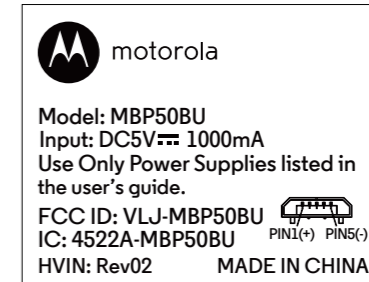 motorola
Model: MBP50BU
Input: DC5V⎓ 1000mA
Use Only Power Supplies listed in
the user's guide.
FCC ID: VLJ-MBP50BU
IC: 4522A-MBP50BU
PIN1(+) PIN5(-)
HVIN: Rev02 MADE IN CHINA